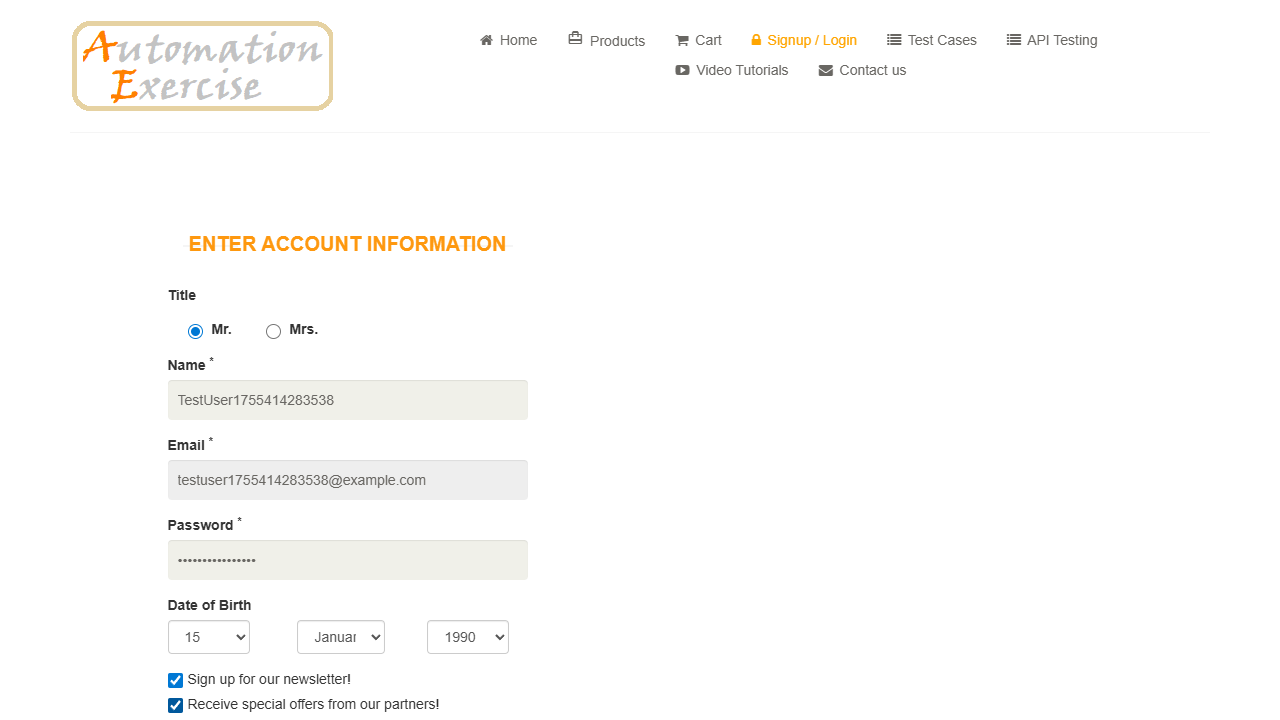 Automation
Exercise
Home
Products
Cart
Signup / Login
Test Cases
API Testing
Video Tutorials
Contact us
ENTER ACCOUNT INFORMATION
Title
Mr.
Mrs.
Name *
TestUser1755414283538
Email *
testuser1755414283538@example.com
Password *
••••••••••••••••
Date of Birth
15
Januar
1990
Sign up for our newsletter!
Receive special offers from our partners!